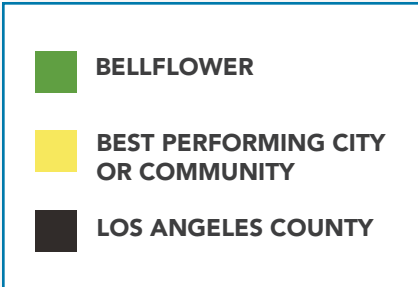 BELLFLOWER
BEST PERFORMING CITY
OR COMMUNITY
LOS ANGELES COUNTY